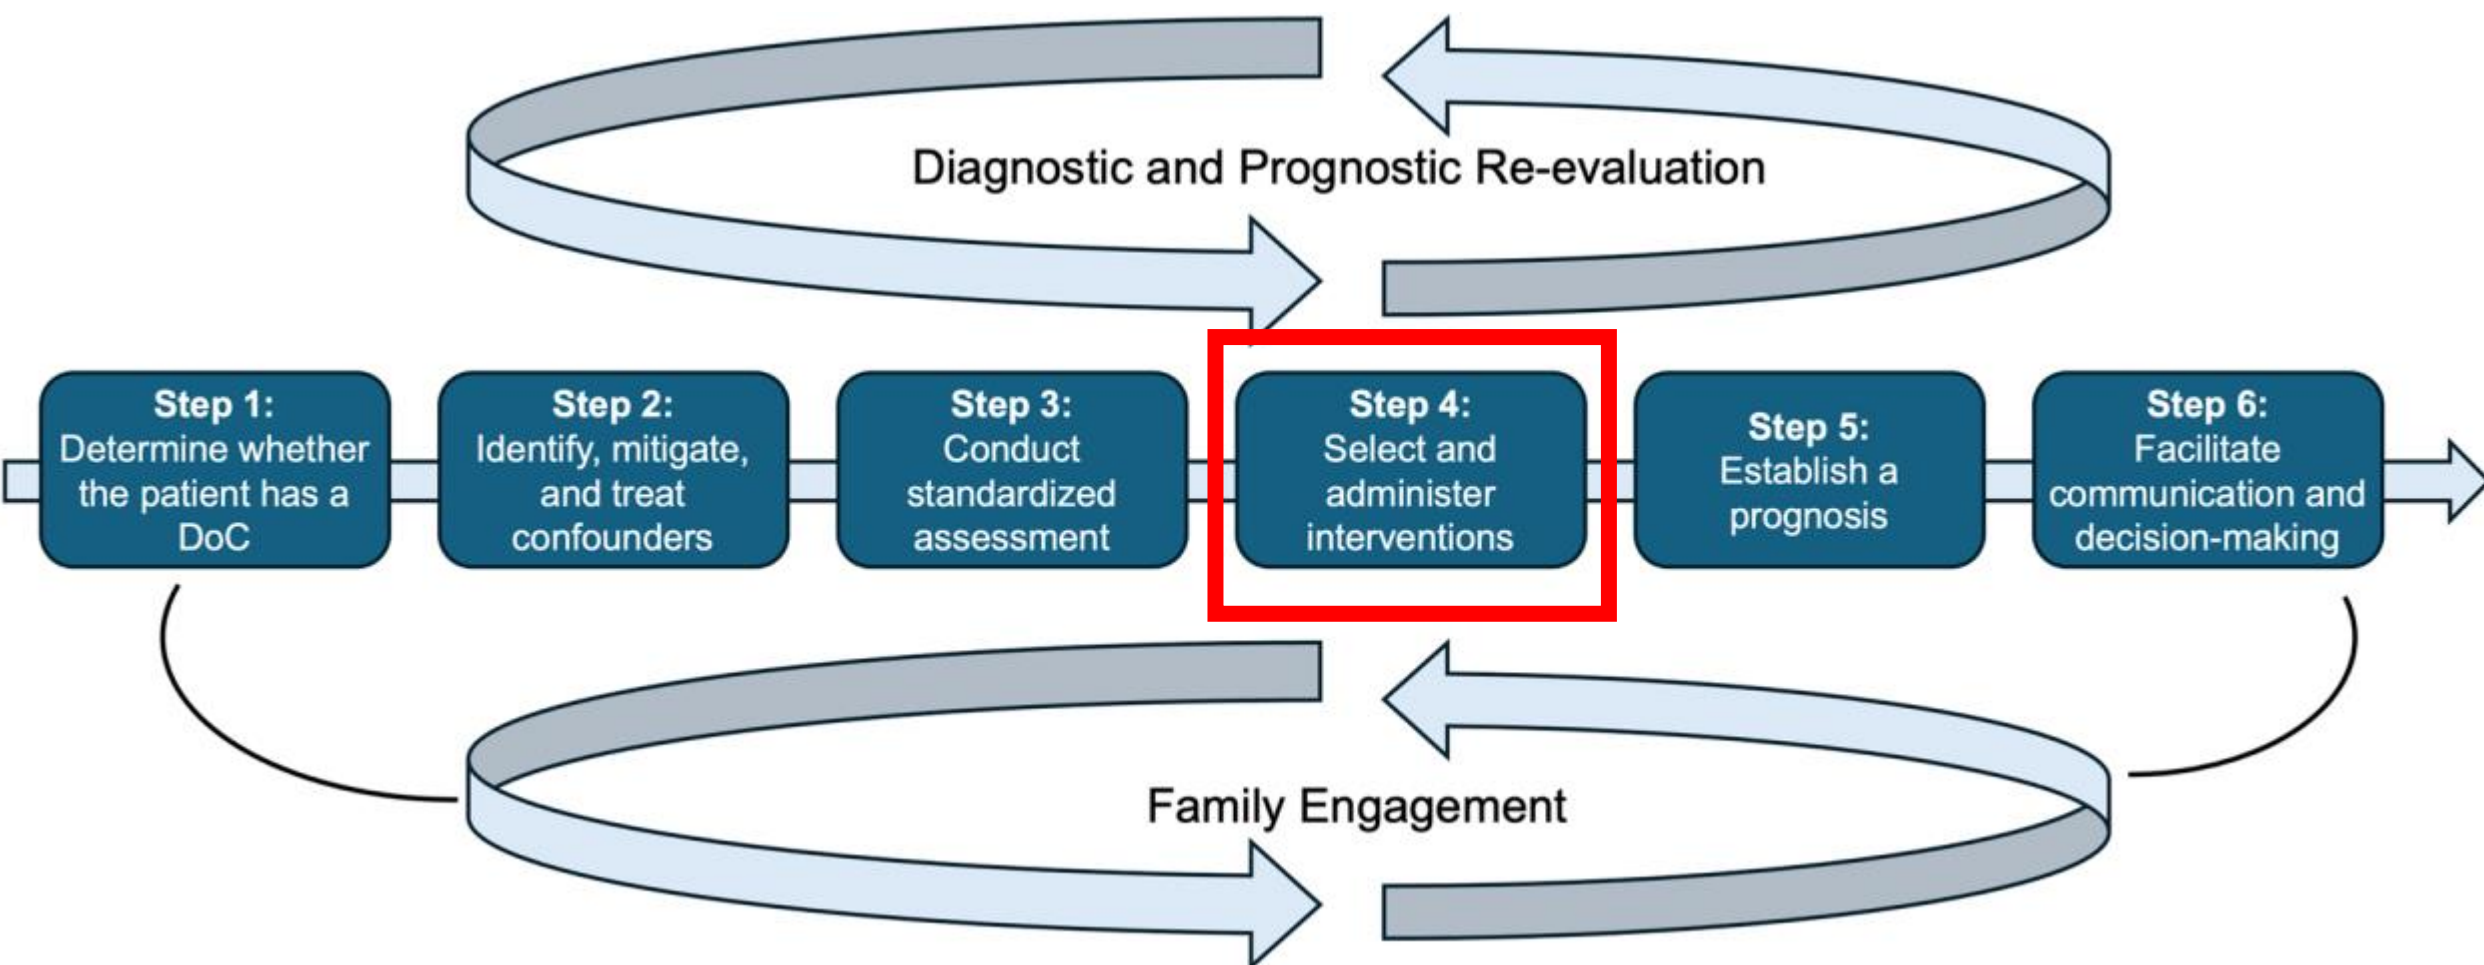 Diagnostic and Prognostic Re-evaluation
Step 1:
Determine whether
the patient has a
DoC
Step 2:
Identify, mitigate,
and treat
confounders
Step 3:
Conduct
standardized
assessment
Step 4:
Select and
administer
interventions
Step 5:
Establish a
prognosis
Step 6:
Facilitate
communication and
decision-making
Family Engagement